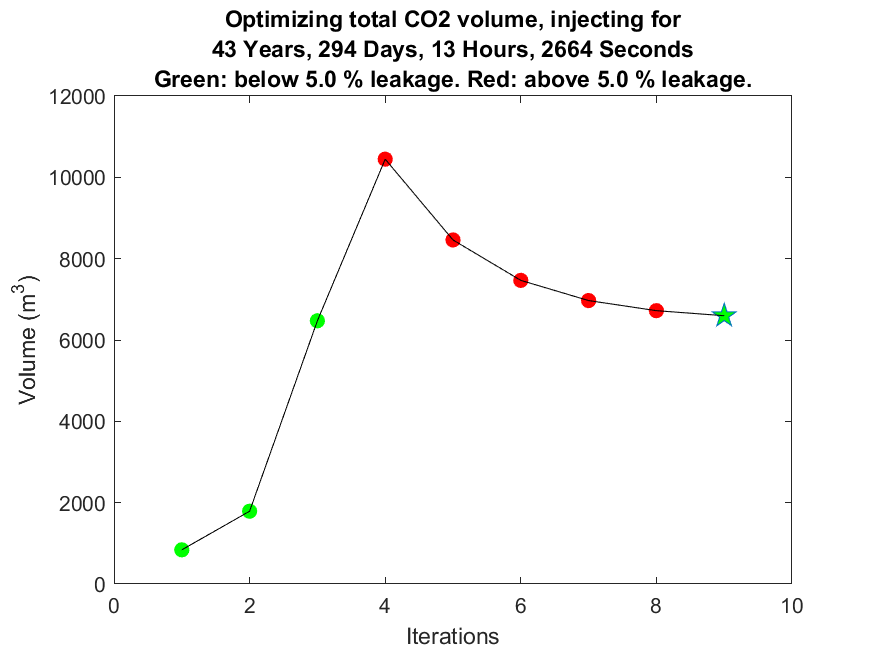 Optimizing total CO2 volume, injecting for
43 Years, 294 Days, 13 Hours, 2664 Seconds
Green: below 5.0 % leakage. Red: above 5.0 % leakage.
12000
10000
8000
6000
4000
2000
0
Volume (m³)
0 2 4 6 8 10
Iterations